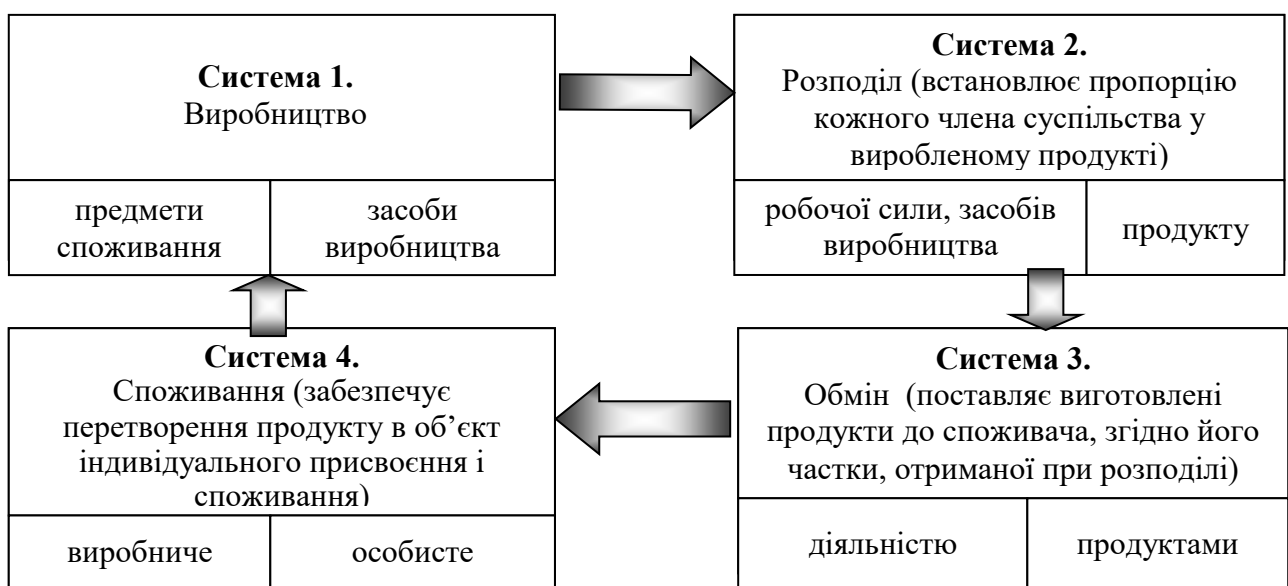 Система 1.
Виробництво
предмети
споживання
засоби
виробництва
Система 2.
Розподіл (встановлює пропорцію
кожного члена суспільства у
виробленому продукті)
робочої сили, засобів
виробництва
продукту
Система 3.
Обмін (поставляє виготовлені
продукти до споживача, згідно його
частки, отриманої при розподілі)
діяльністю
продуктами
Система 4.
Споживання (забезпечує
перетворення продукту в об’єкт
індивідуального присвоєння і
споживання)
виробниче
особисте